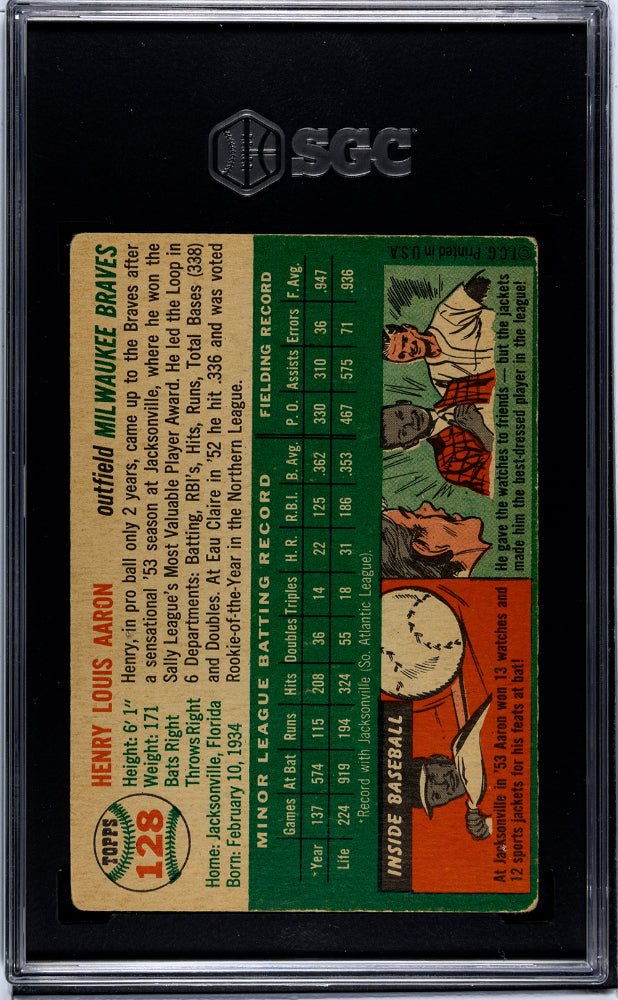 SGC
TOPPS
128
HENRY LOUIS AARON
outfield MILWAUKEE BRAVES
Height: 6' 1"
Weight: 171
Bats Right
Throws Right
Home: Jacksonville, Florida
Born: February 10, 1934
Henry, in pro ball only 2 years, came up to the Braves after
a sensational '53 season at Jacksonville, where he won the
Sally League's Most Valuable Player Award. He led the Loop in
6 Departments: Batting, RBI's, Hits, Runs, Total Bases (338)
and Doubles. At Eau Claire in '52 he hit .336 and was voted
Rookie-of-the-Year in the Northern League.
MINOR LEAGUE BATTING RECORD FIELDING RECORD
Games At Bat Runs Hits Doubles Triples H. R. R.B.I. B. Avg. P. O. Assists Errors F. Avg.
*Year 137 574 115 208 36 14 22 125 .362 330 310 36 .947
Life 224 919 194 324 55 18 31 186 .353 467 575 71 .936
*Record with Jacksonville (So. Atlantic League).
INSIDE BASEBALL
At Jacksonville in '53 Aaron won 13 watches and
12 sports jackets for his feats at bat!
He gave the watches to friends — but the jackets
made him the best-dressed player in the league!
©T.C.G. Printed in U.S.A.